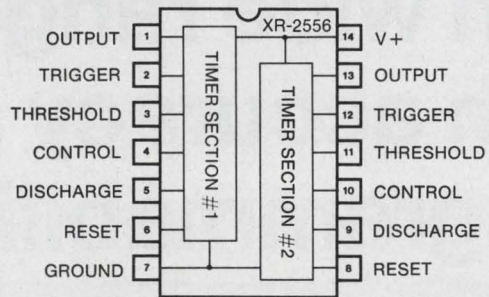 XR-2556
OUTPUT 1
TRIGGER 2
THRESHOLD 3
CONTROL 4
DISCHARGE 5
RESET 6
GROUND 7
TIMER SECTION #1
TIMER SECTION #2
14 V+
13 OUTPUT
12 TRIGGER
11 THRESHOLD
10 CONTROL
9 DISCHARGE
8 RESET